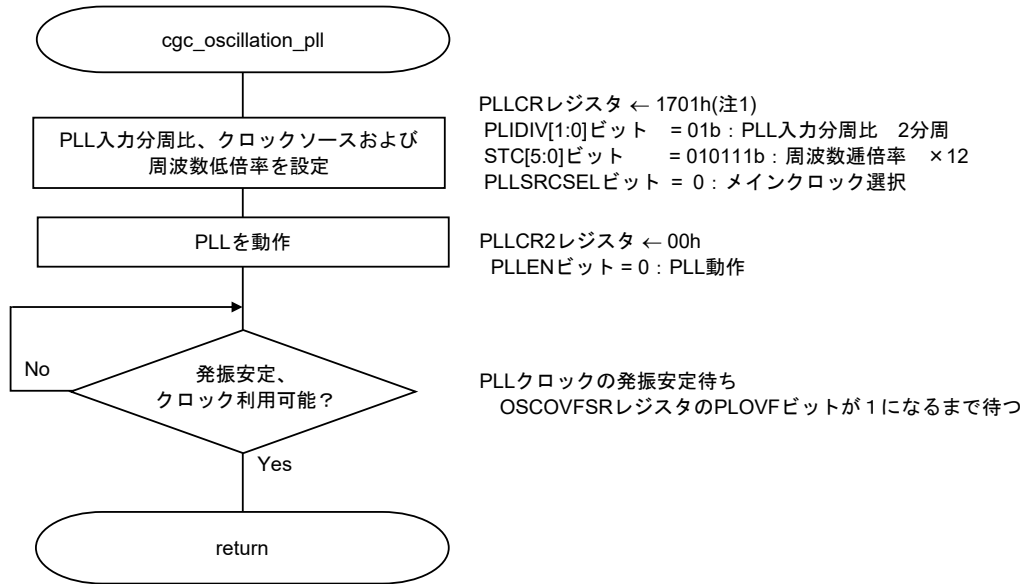 cgc_oscillation_pll
PLL入力分周比、クロックソースおよび
周波数低倍率を設定
PLLCRレジスタ ← 1701h(注1)
PLIDIV[1:0]ビット = 01b : PLL入力分周比 2分周
STC[5:0]ビット = 010111b : 周波数逓倍率 ×12
PLLSRCSELビット = 0 : メインクロック選択
PLLを動作
PLLCR2レジスタ ← 00h
PLLENビット = 0 : PLL動作
No
発振安定、
クロック利用可能?
PLLクロックの発振安定待ち
OSCOVFSRレジスタのPLOVFビットが1になるまで待つ
Yes
return